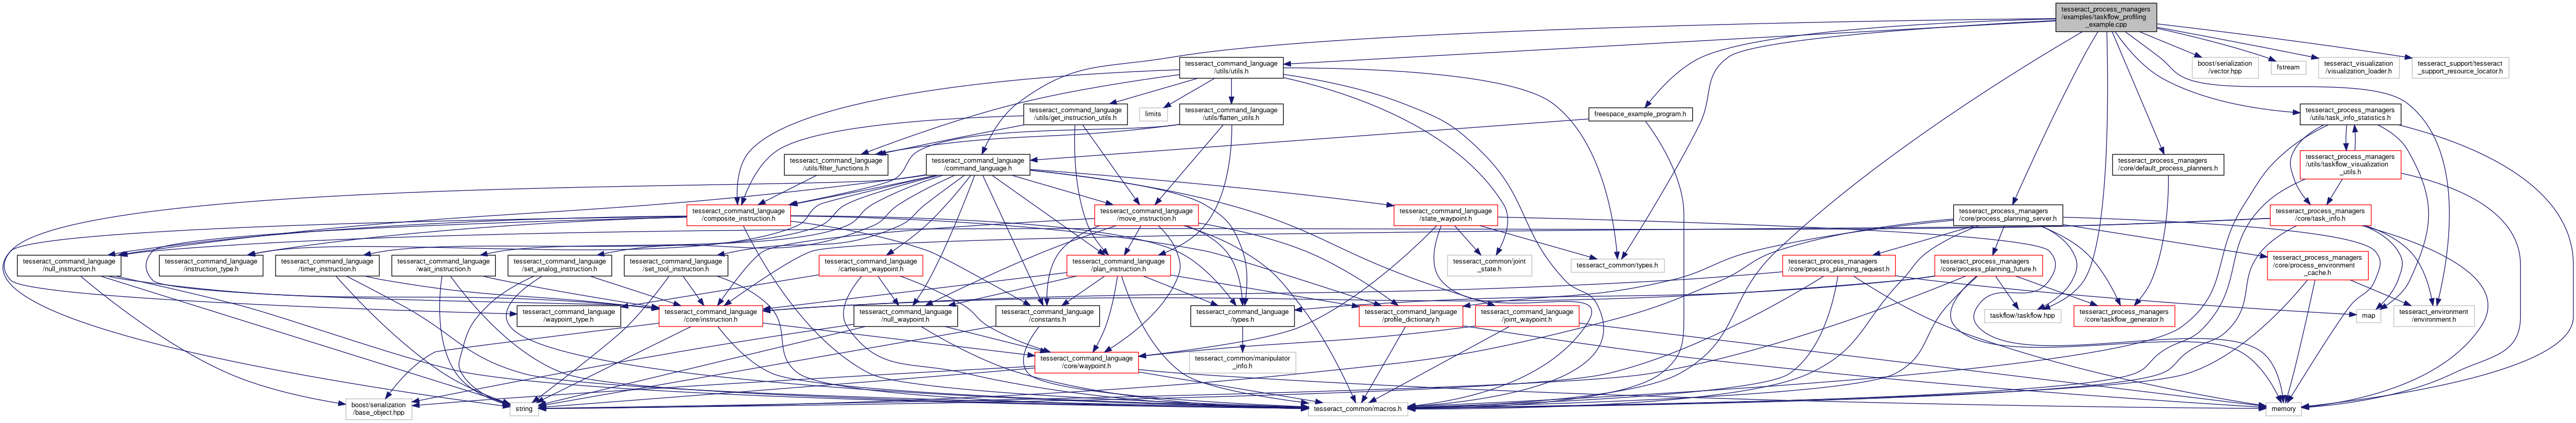 tesseract_process_managers
/examples/taskflow_profiling
_example.cpp
tesseract_command_language
/utils/utils.h
boost/serialization
/vector.hpp
fstream
tesseract_visualization
/visualization_loader.h
tesseract_support/tesseract
_support_resource_locator.h
tesseract_command_language
/utils/get_instruction_utils.h
limits
tesseract_command_language
/utils/flatten_utils.h
freespace_example_program.h
tesseract_process_managers
/utils/task_info_statistics.h
tesseract_command_language
/utils/filter_functions.h
tesseract_command_language
/command_language.h
tesseract_process_managers
/core/default_process_planners.h
tesseract_process_managers
/utils/taskflow_visualization
_utils.h
tesseract_command_language
/composite_instruction.h
tesseract_command_language
/move_instruction.h
tesseract_command_language
/state_waypoint.h
tesseract_process_managers
/core/process_planning_server.h
tesseract_process_managers
/core/task_info.h
tesseract_command_language
/null_instruction.h
tesseract_command_language
/instruction_type.h
tesseract_command_language
/timer_instruction.h
tesseract_command_language
/wait_instruction.h
tesseract_command_language
/set_analog_instruction.h
tesseract_command_language
/set_tool_instruction.h
tesseract_command_language
/cartesian_waypoint.h
tesseract_command_language
/plan_instruction.h
tesseract_common/joint
_state.h
tesseract_common/types.h
tesseract_process_managers
/core/process_planning_request.h
tesseract_process_managers
/core/process_planning_future.h
tesseract_process_managers
/core/process_environment
_cache.h
tesseract_command_language
/waypoint_type.h
tesseract_command_language
/core/instruction.h
tesseract_command_language
/null_waypoint.h
tesseract_command_language
/constants.h
tesseract_command_language
/types.h
tesseract_command_language
/profile_dictionary.h
tesseract_command_language
/joint_waypoint.h
taskflow/taskflow.hpp
tesseract_process_managers
/core/taskflow_generator.h
map
tesseract_environment
/environment.h
tesseract_command_language
/core/waypoint.h
tesseract_common/manipulator
_info.h
boost/serialization
/base_object.hpp
string
tesseract_common/macros.h
memory